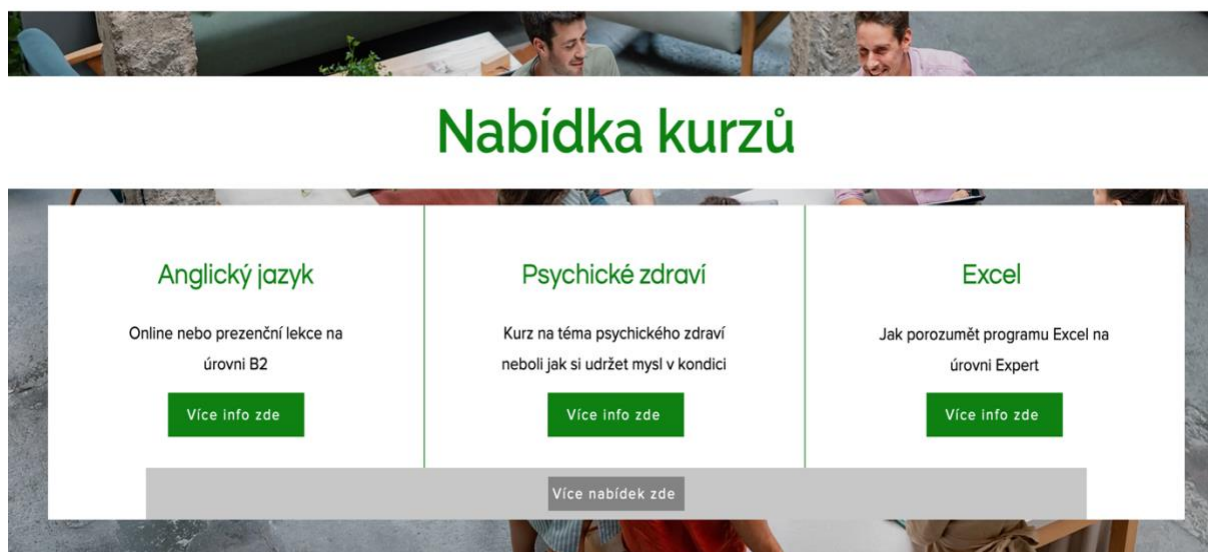 Nabídka kurzů
Anglický jazyk
Online nebo prezenční lekce na
úrovni B2
Více info zde
Psychické zdraví
Kurz na téma psychického zdraví
neboli jak si udržet mysl v kondici
Více info zde
Excel
Jak porozumět programu Excel na
úrovni Expert
Více info zde
Více nabídek zde